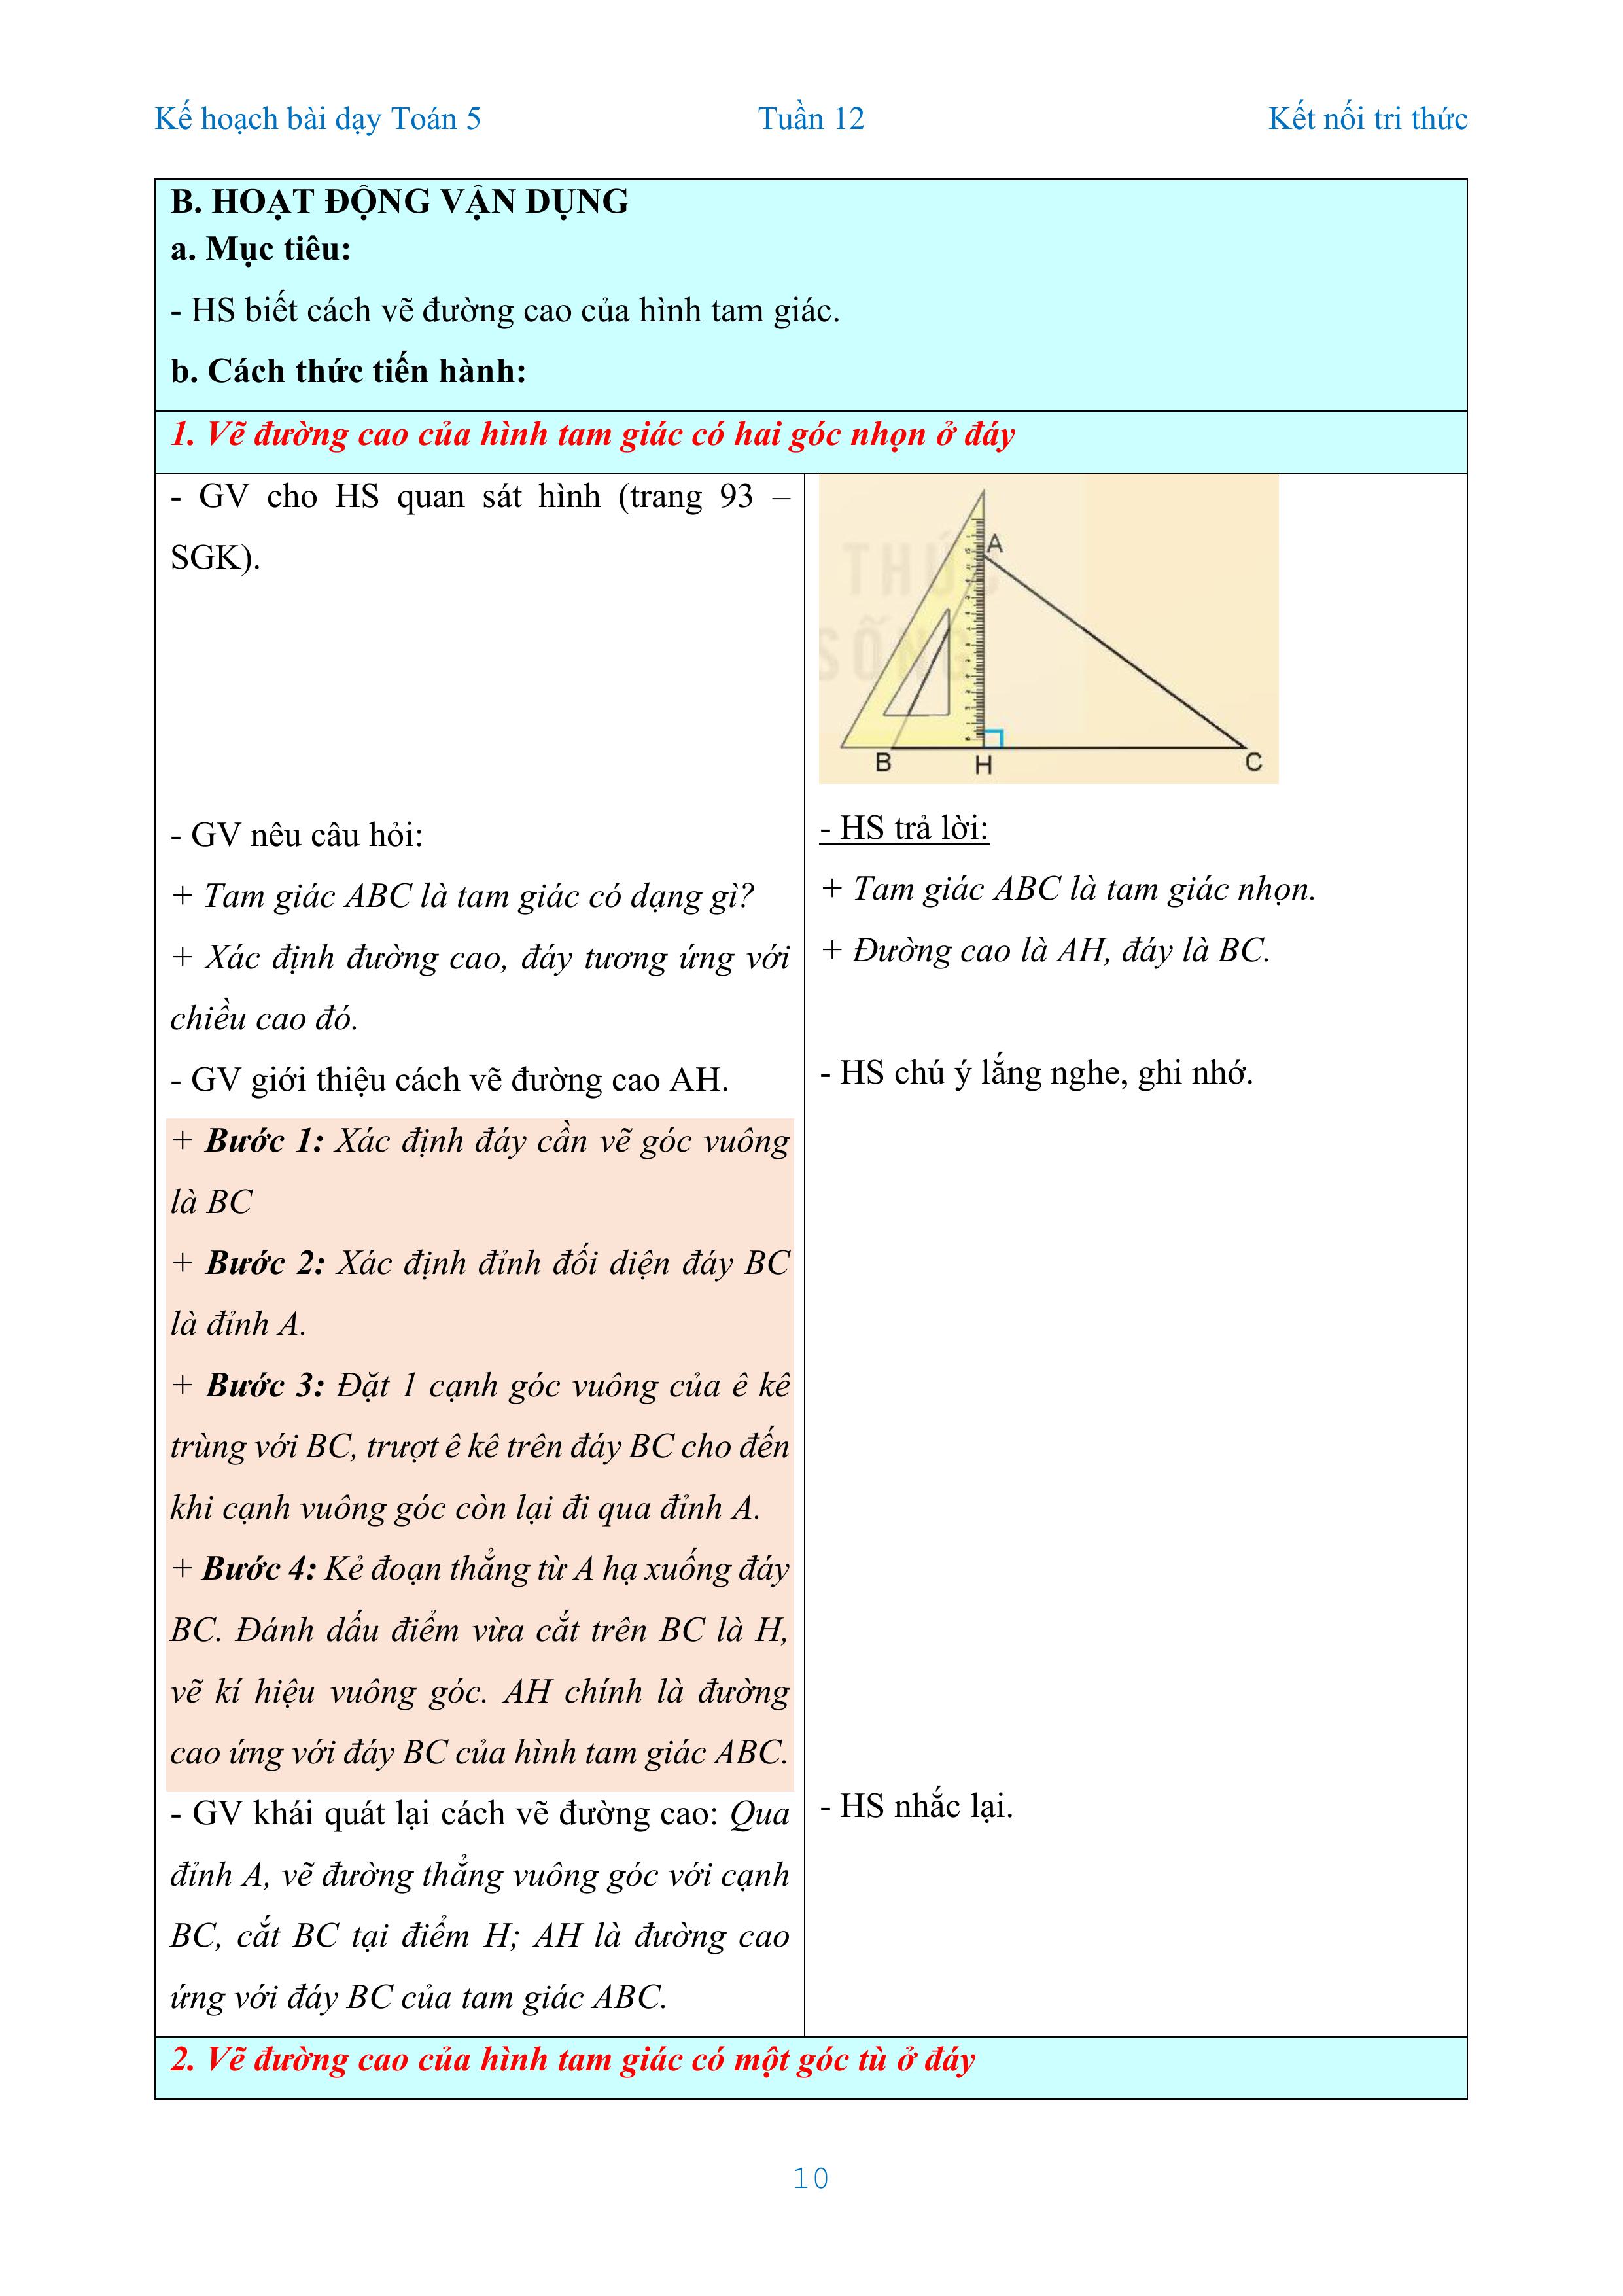 Kế hoạch bài dạy Toán 5 Tuần 12 Kết nối tri thức
B. HOẠT ĐỘNG VẬN DỤNG
a. Mục tiêu:
- HS biết cách vẽ đường cao của hình tam giác.
b. Cách thức tiến hành:
1. Vẽ đường cao của hình tam giác có hai góc nhọn ở đáy
- GV cho HS quan sát hình (trang 93 –
SGK).
- GV nêu câu hỏi:
+ Tam giác ABC là tam giác có dạng gì?
+ Xác định đường cao, đáy tương ứng với
chiều cao đó.
- GV giới thiệu cách vẽ đường cao AH.
+ Bước 1: Xác định đáy cần vẽ góc vuông
là BC
+ Bước 2: Xác định đỉnh đối diện đáy BC
là đỉnh A.
+ Bước 3: Đặt 1 cạnh góc vuông của ê kê
trùng với BC, trượt ê kê trên đáy BC cho đến
khi cạnh vuông góc còn lại đi qua đỉnh A.
+ Bước 4: Kẻ đoạn thẳng từ A hạ xuống đáy
BC. Đánh dấu điểm vừa cắt trên BC là H,
vẽ kí hiệu vuông góc. AH chính là đường
cao ứng với đáy BC của hình tam giác ABC.
- GV khái quát lại cách vẽ đường cao: Qua
đỉnh A, vẽ đường thẳng vuông góc với cạnh
BC, cắt BC tại điểm H; AH là đường cao
ứng với đáy BC của tam giác ABC.
THỨC
SỐNG
A
B H C
- HS trả lời:
+ Tam giác ABC là tam giác nhọn.
+ Đường cao là AH, đáy là BC.
- HS chú ý lắng nghe, ghi nhớ.
- HS nhắc lại.
2. Vẽ đường cao của hình tam giác có một góc tù ở đáy
10